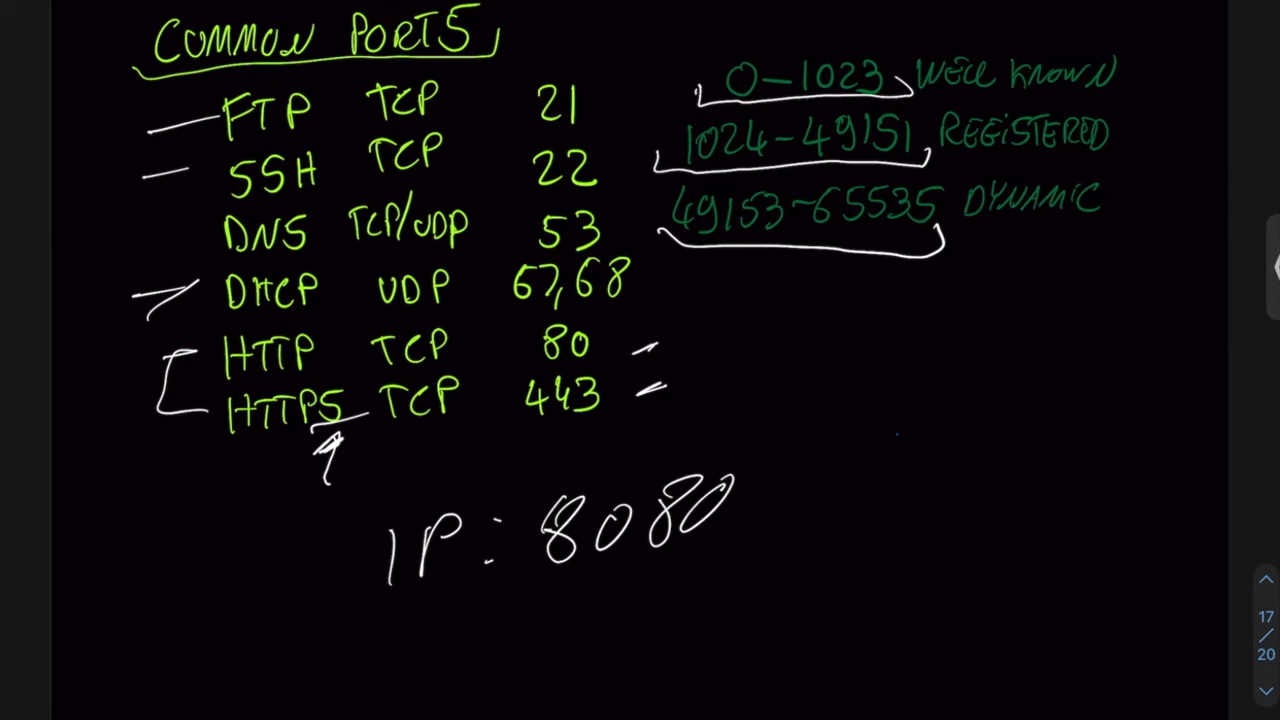 COMMON PORTS
FTP TCP 21
SSH TCP 22
DNS TCP/UDP 53
DHCP UDP 67,68
HTTP TCP 80
HTTPS TCP 443
0-1023 WELL KNOWN
1024-49151 REGISTERED
49153-65535 DYNAMIC
IP:8080
17
/
20